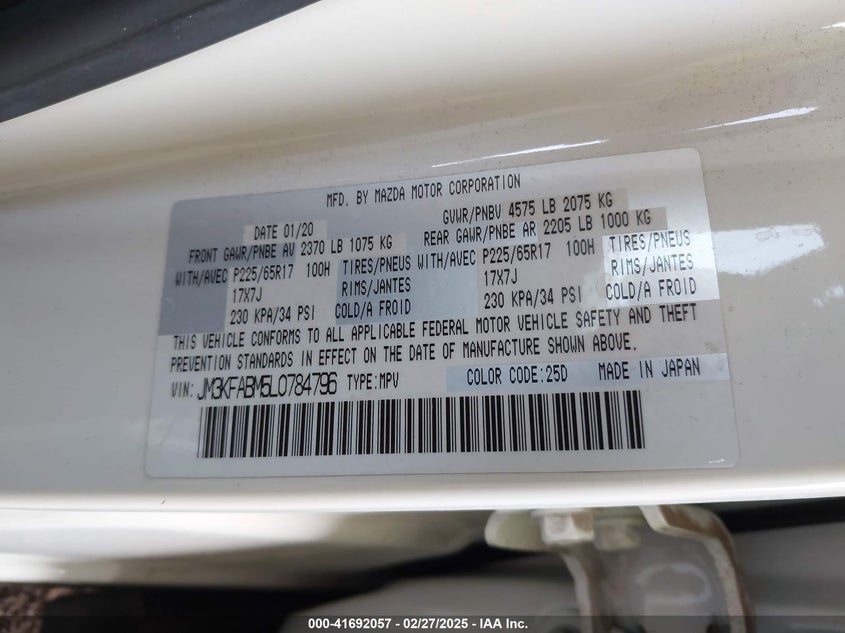 MFD. BY MAZDA MOTOR CORPORATION
DATE 01/20 GVWR/PNBV 4575 LB 2075 KG
FRONT GAWR/PNBE AV 2370 LB 1075 KG REAR GAWR/PNBE AR 2205 LB 1000 KG
WITH/AVEC P225/65R17 100H TIRES/PNEUS WITH/AVEC P225/65R17 100H TIRES/PNEUS
17X7J RIMS/JANTES 17X7J RIMS/JANTES
230 KPA/34 PSI COLD/A FROID 230 KPA/34 PSI COLD/A FROID
THIS VEHICLE CONFORMS TO ALL APPLICABLE FEDERAL MOTOR VEHICLE SAFETY AND THEFT
PREVENTION STANDARDS IN EFFECT ON THE DATE OF MANUFACTURE SHOWN ABOVE.
VIN: JM3KFABM5L0784796 TYPE:MPV COLOR CODE:25D MADE IN JAPAN
000-41692057 - 02/27/2025 - IAA Inc.